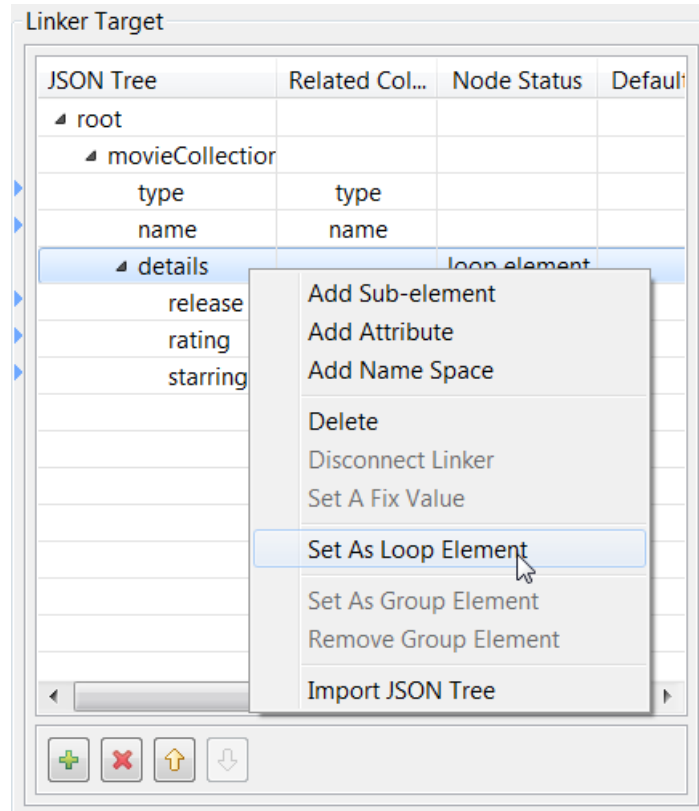 Linker Target
JSON Tree Related Col... Node Status Default
root
movieCollection
type type
name name
details loop element
release
rating
starring
Add Sub-element
Add Attribute
Add Name Space
Delete
Disconnect Linker
Set A Fix Value
Set As Loop Element
Set As Group Element
Remove Group Element
Import JSON Tree